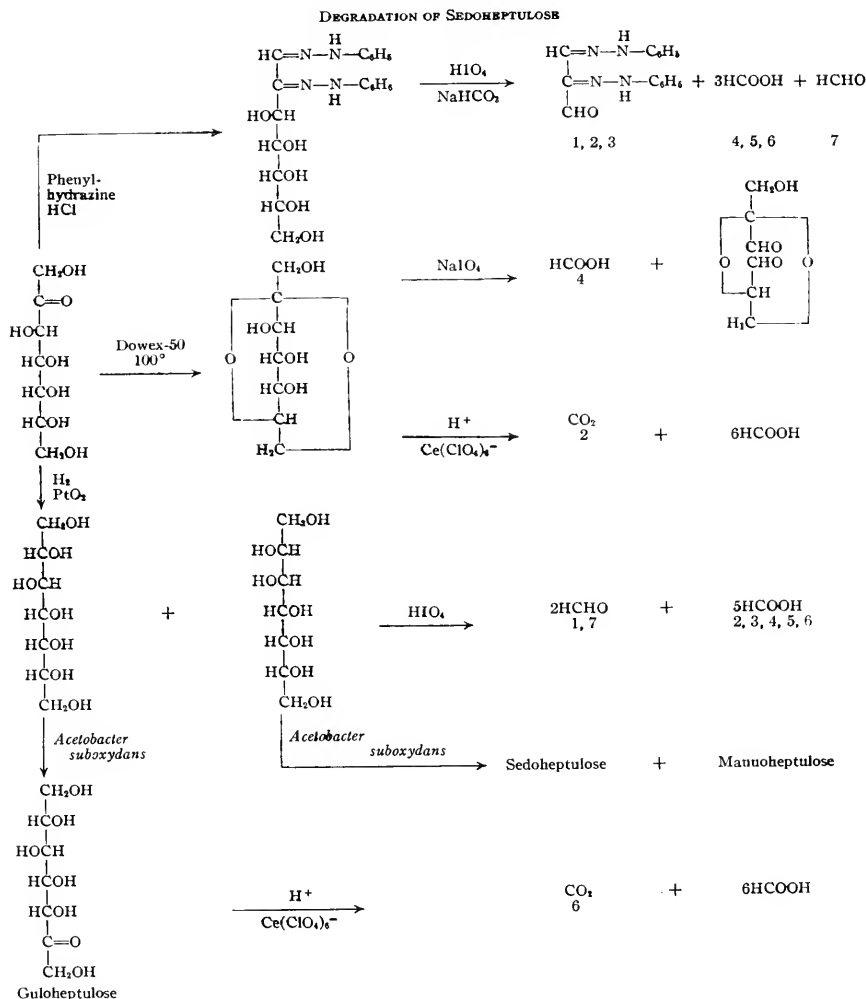 DEGRADATION OF SEDOHEPTULOSE
H
HC=N—N—C₆H₅
C=N—N—C₆H₆
H
HOCH
HCOH
HCOH
HCOH
CH₂OH
HIO₄
NaHCO₂
H
HC=N—N—C₆H₅
C=N—N—C₆H₅ + 3HCOOH + HCHO
H
CHO
1, 2, 3 4, 5, 6 7
Phenyl-
hydrazine
HCl
CH₂OH
C=O
HOCH
HCOH
HCOH
HCOH
CH₂OH
Dowex-50
100°
CH₂OH
C
HOCH
O HCOH O
HCOH
CH
H₂C
NaIO₄
HCOOH +
4
CH₂OH
C
CHO
O CHO O
CH
H₂C
H⁺
Ce(ClO₄)₆⁻
CO₂ + 6HCOOH
2
H₂
PtO₂
CH₂OH
HCOH
HOCH
HCOH
HCOH
HCOH
CH₂OH
+
CH₂OH
HOCH
HOCH
HCOH
HCOH
HCOH
CH₂OH
HIO₄
2HCHO + 5HCOOH
1, 7 2, 3, 4, 5, 6
Acetobacter
suboxydans
Acetobacter
suboxydans
Sedoheptulose + Manuoheptulose
CH₂OH
HCOH
HOCH
HCOH
HCOH
C=O
CH₂OH
Guloheptulose
H⁺
Ce(ClO₄)₆⁻
CO₂ + 6HCOOH
6